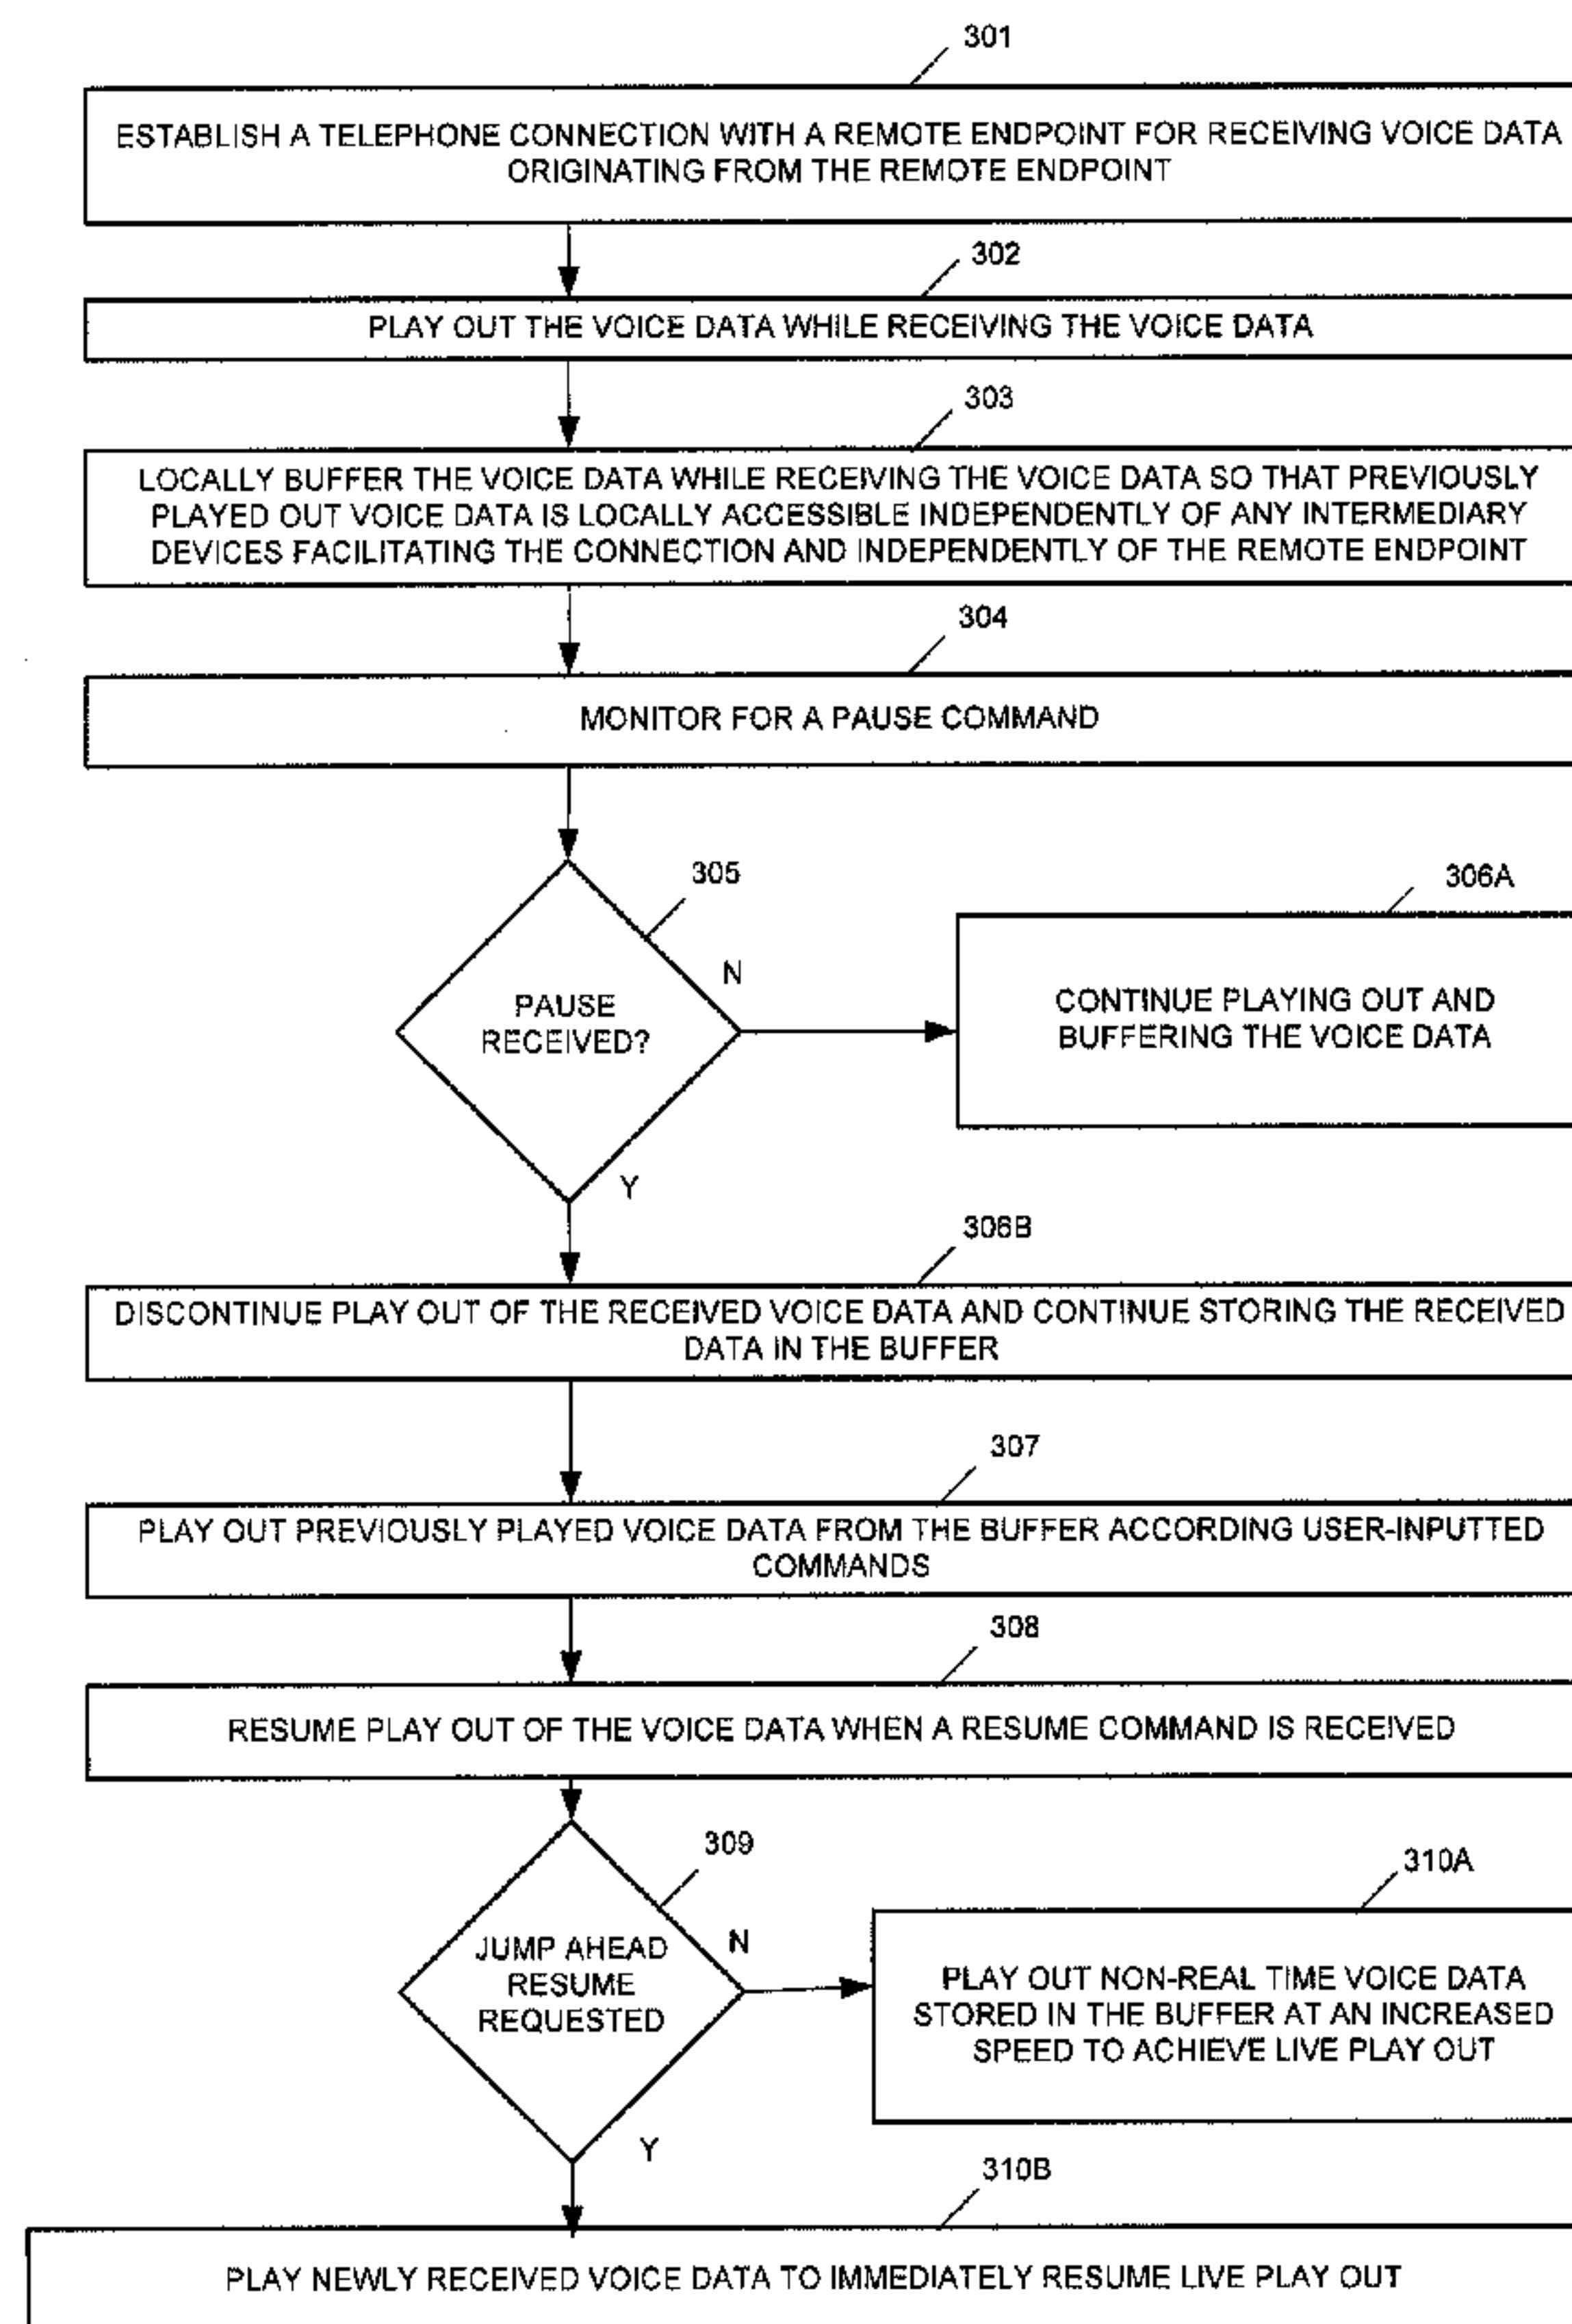 301
ESTABLISH A TELEPHONE CONNECTION WITH A REMOTE ENDPOINT FOR RECEIVING VOICE DATA
ORIGINATING FROM THE REMOTE ENDPOINT
302
PLAY OUT THE VOICE DATA WHILE RECEIVING THE VOICE DATA
303
LOCALLY BUFFER THE VOICE DATA WHILE RECEIVING THE VOICE DATA SO THAT PREVIOUSLY
PLAYED OUT VOICE DATA IS LOCALLY ACCESSIBLE INDEPENDENTLY OF ANY INTERMEDIARY
DEVICES FACILITATING THE CONNECTION AND INDEPENDENTLY OF THE REMOTE ENDPOINT
304
MONITOR FOR A PAUSE COMMAND
305
PAUSE
RECEIVED?
N
306A
CONTINUE PLAYING OUT AND
BUFFERING THE VOICE DATA
Y
306B
DISCONTINUE PLAY OUT OF THE RECEIVED VOICE DATA AND CONTINUE STORING THE RECEIVED
DATA IN THE BUFFER
307
PLAY OUT PREVIOUSLY PLAYED VOICE DATA FROM THE BUFFER ACCORDING USER-INPUTTED
COMMANDS
308
RESUME PLAY OUT OF THE VOICE DATA WHEN A RESUME COMMAND IS RECEIVED
309
JUMP AHEAD
RESUME
REQUESTED
N
310A
PLAY OUT NON-REAL TIME VOICE DATA
STORED IN THE BUFFER AT AN INCREASED
SPEED TO ACHIEVE LIVE PLAY OUT
Y
310B
PLAY NEWLY RECEIVED VOICE DATA TO IMMEDIATELY RESUME LIVE PLAY OUT